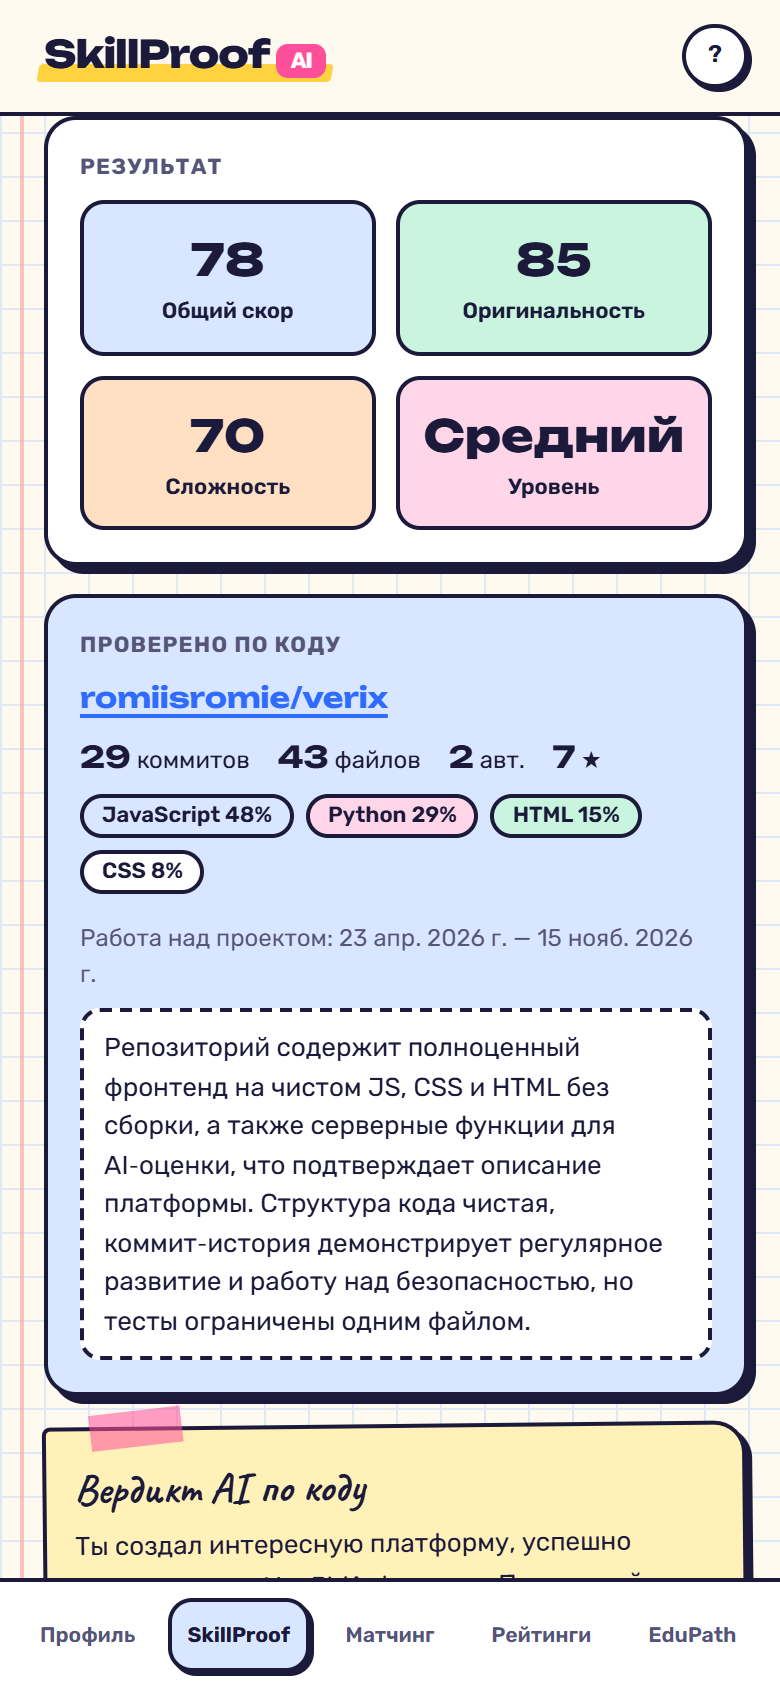 SkillProof AI
?
РЕЗУЛЬТАТ
78
Общий скор
85
Оригинальность
70
Сложность
Средний
Уровень
ПРОВЕРЕНО ПО КОДУ
romiisromie/verix
29 коммитов 43 файлов 2 авт. 7 ★
JavaScript 48% Python 29% HTML 15%
CSS 8%
Работа над проектом: 23 апр. 2026 г. — 15 нояб. 2026
г.
Репозиторий содержит полноценный
фронтенд на чистом JS, CSS и HTML без
сборки, а также серверные функции для
AI-оценки, что подтверждает описание
платформы. Структура кода чистая,
коммит-история демонстрирует регулярное
развитие и работу над безопасностью, но
тесты ограничены одним файлом.
Вердикт AI по коду
Ты создал интересную платформу, успешно
Профиль SkillProof Матчинг Рейтинги EduPath